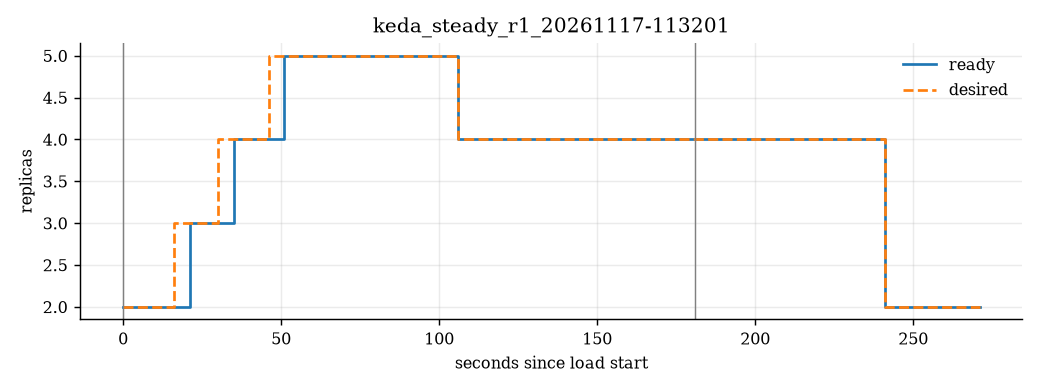 keda_steady_r1_20261117-113201
ready
desired
replicas
5.0
4.5
4.0
3.5
3.0
2.5
2.0
0 50 100 150 200 250
seconds since load start